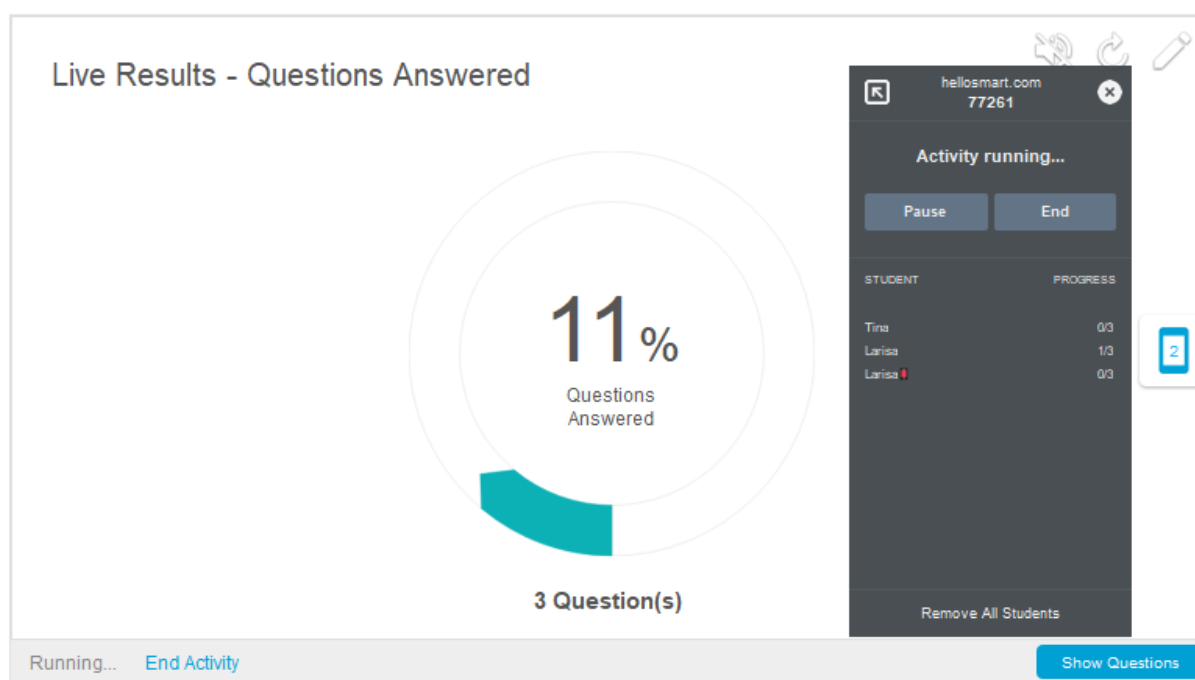 Live Results - Questions Answered
11%
Questions
Answered
3 Question(s)
hellosmart.com
77261
Activity running...
Pause End
STUDENT PROGRESS
Tina 0/3
Larisa 1/3
Larisa 0/3
Remove All Students
2
Running... End Activity
Show Questions